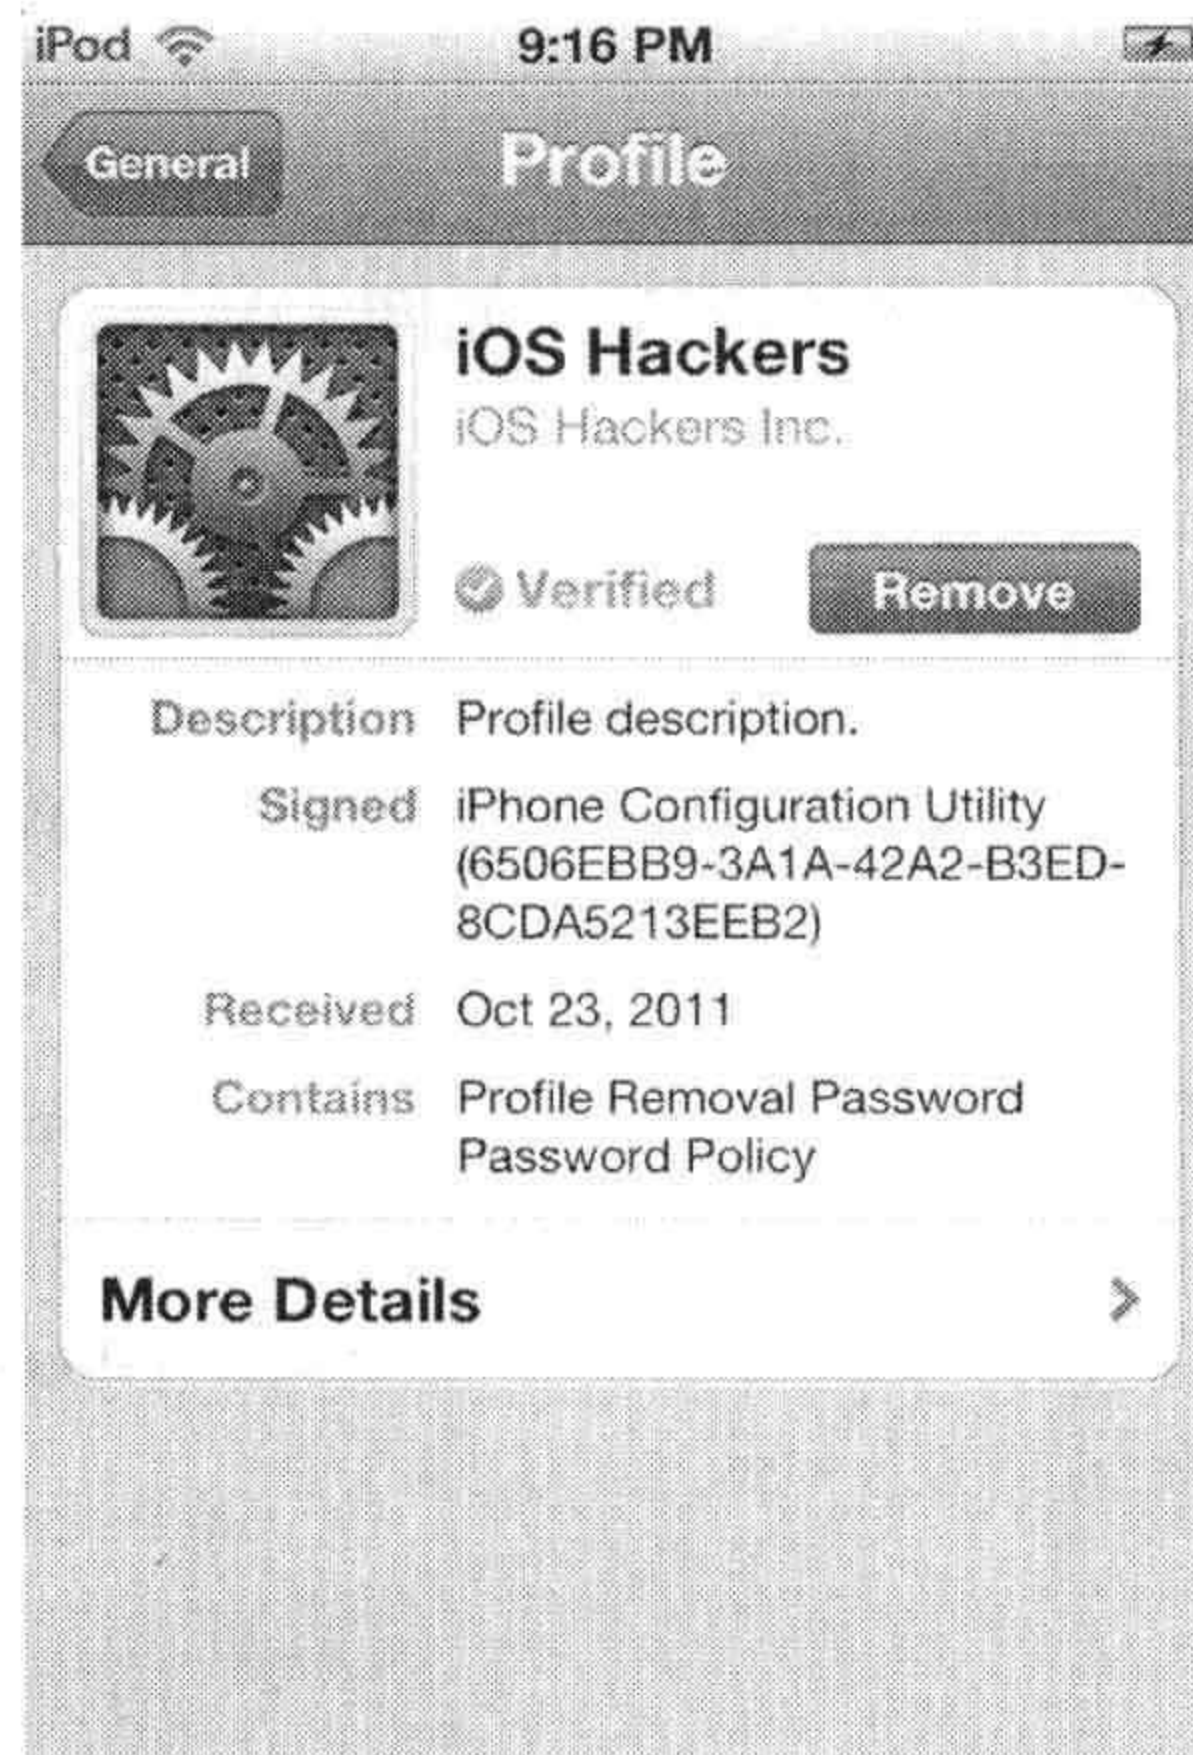 iPod 9:16 PM
General Profile
iOS Hackers
iOS Hackers Inc.
Verified Remove
Description Profile description.
Signed iPhone Configuration Utility
(6506EBB9-3A1A-42A2-B3ED-
8CDA5213EEB2)
Received Oct 23, 2011
Contains Profile Removal Password
Password Policy
More Details